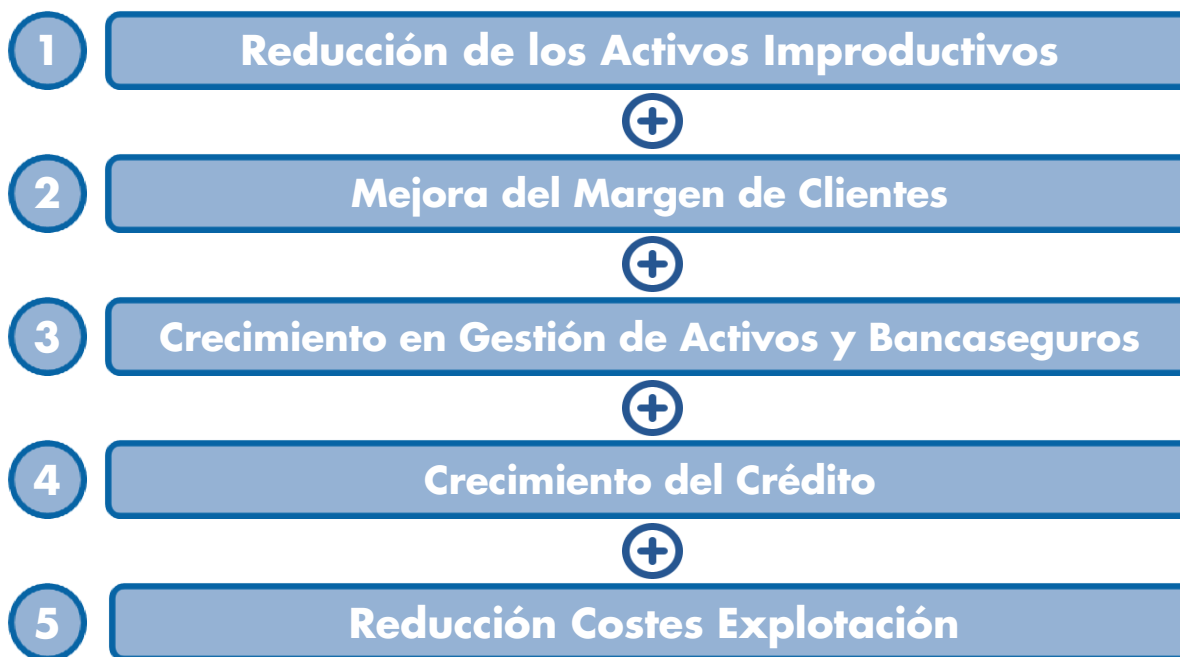 1 Reducción de los Activos Improductivos
+
2 Mejora del Margen de Clientes
+
3 Crecimiento en Gestión de Activos y Bancaseguros
+
4 Crecimiento del Crédito
+
5 Reducción Costes Explotación